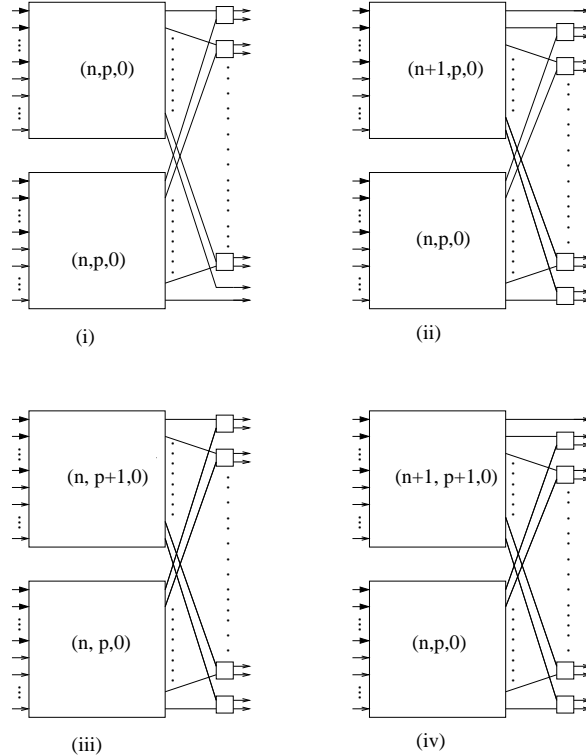 (n,p,0)
(n,p,0)
(i)
(n+1,p,0)
(n,p,0)
(ii)
(n, p+1,0)
(n, p,0)
(iii)
(n+1, p+1,0)
(n,p,0)
(iv)